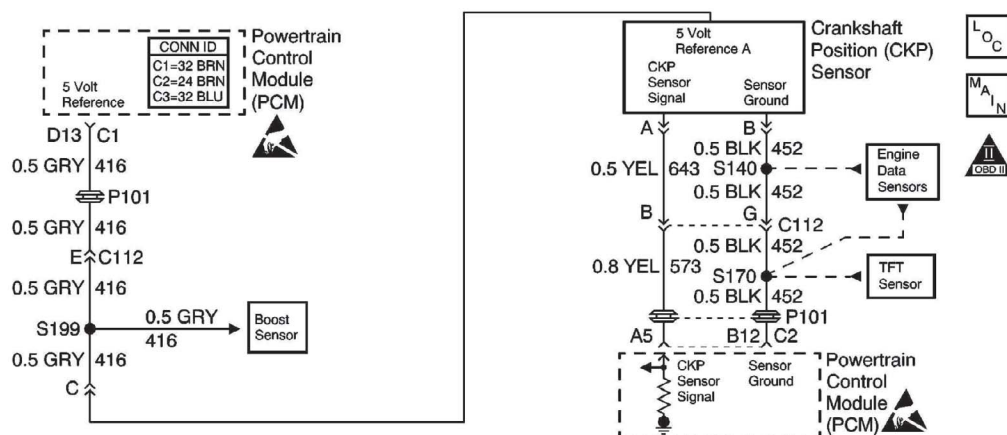 CONN ID
C1=32 BRN
C2=24 BRN
C3=32 BLU
5 Volt
Reference
Powertrain
Control
Module
(PCM)
D13 C1
0.5 GRY 416
P101
0.5 GRY 416
E C112
0.5 GRY 416
S199
0.5 GRY
416
Boost
Sensor
0.5 GRY 416
C
5 Volt
Reference A
CKP
Sensor
Signal
Sensor
Ground
Crankshaft
Position (CKP)
Sensor
LOC
MAIN
II
OBD II
A B
0.5 BLK 452
0.5 YEL 643 S140
0.5 BLK 452
Engine
Data
Sensors
B G C112
0.5 BLK 452
0.8 YEL 573 S170
TFT
Sensor
0.5 BLK 452
P101
A5 B12 C2
CKP
Sensor
Signal
Sensor
Ground
Powertrain
Control
Module
(PCM)